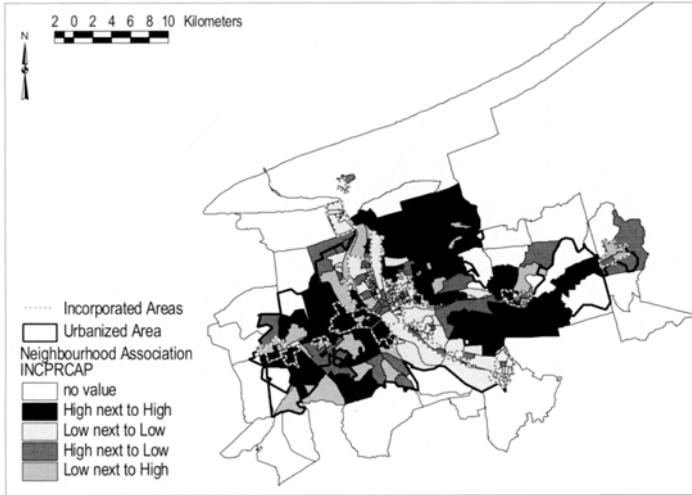 2 0 2 4 6 8 10 Kilometers
N
Incorporated Areas
Urbanized Area
Neighbourhood Association
INCPRCAP
no value
High next to High
Low next to Low
High next to Low
Low next to High